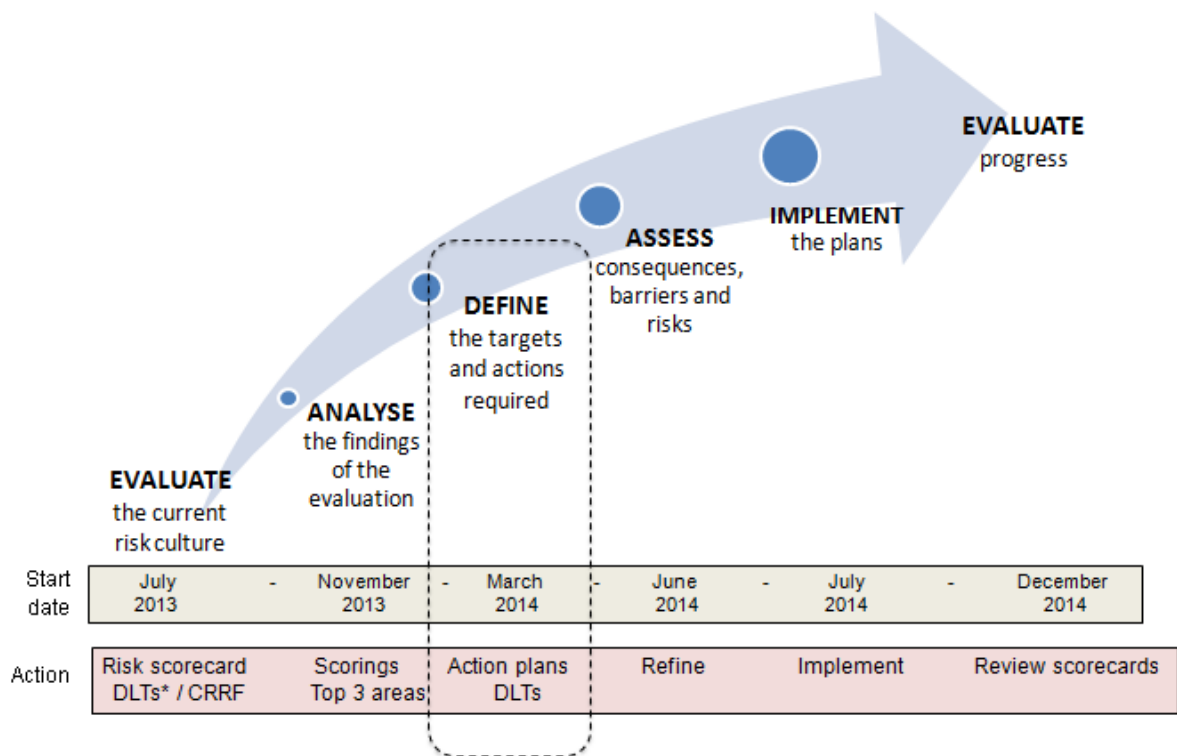 EVALUATE
the current
risk culture
ANALYSE
the findings
of the
evaluation
DEFINE
the targets
and actions
required
ASSESS
consequences,
barriers and
risks
IMPLEMENT
the plans
EVALUATE
progress
Start
date
July - November - March - June - July - December
2013 2013 2014 2014 2014 2014
Action
Risk scorecard Scorings Action plans Refine Implement Review scorecards
DLTs* / CRRF Top 3 areas DLTs